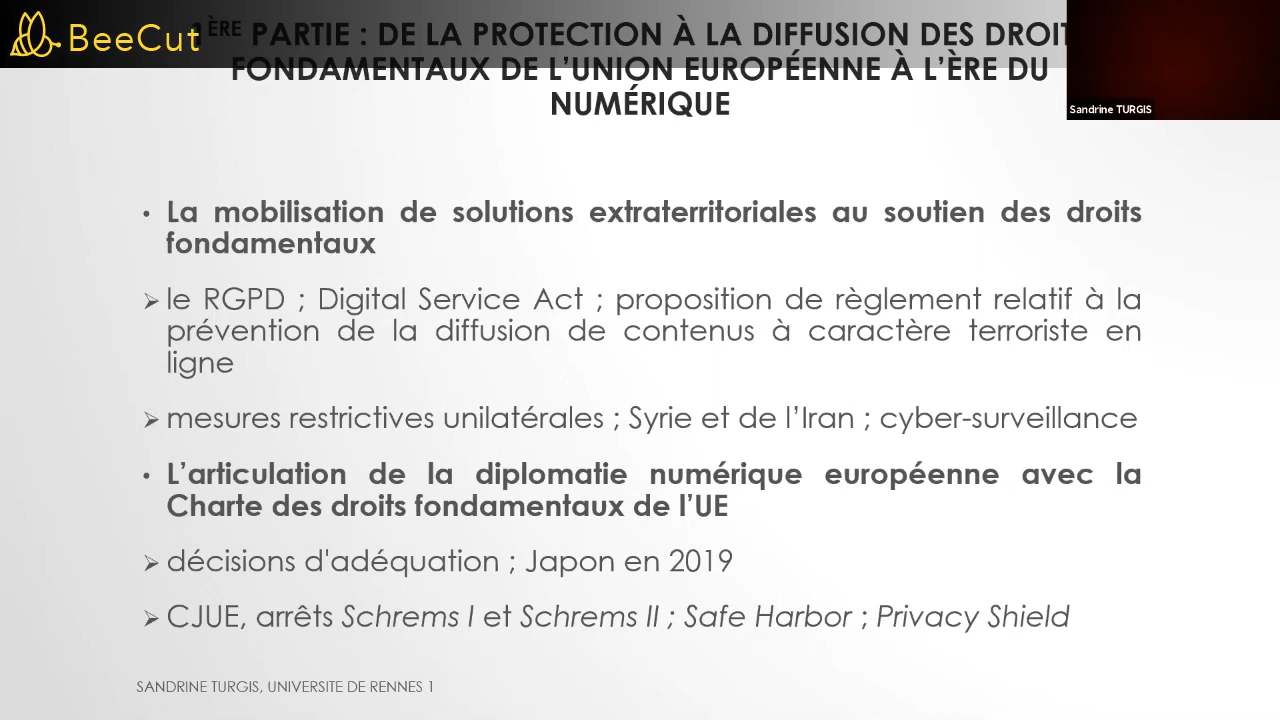 BeeCut
1ÈRE PARTIE : DE LA PROTECTION À LA DIFFUSION DES DROIT
FONDAMENTAUX DE L'UNION EUROPÉENNE À L'ÈRE DU
NUMÉRIQUE
Sandrine TURGIS
• La mobilisation de solutions extraterritoriales au soutien des droits
fondamentaux
➢ le RGPD ; Digital Service Act ; proposition de règlement relatif à la
prévention de la diffusion de contenus à caractère terroriste en
ligne
➢ mesures restrictives unilatérales ; Syrie et de l'Iran ; cyber-surveillance
• L'articulation de la diplomatie numérique européenne avec la
Charte des droits fondamentaux de l'UE
➢ décisions d'adéquation ; Japon en 2019
➢ CJUE, arrêts Schrems I et Schrems II ; Safe Harbor ; Privacy Shield
SANDRINE TURGIS, UNIVERSITE DE RENNES 1